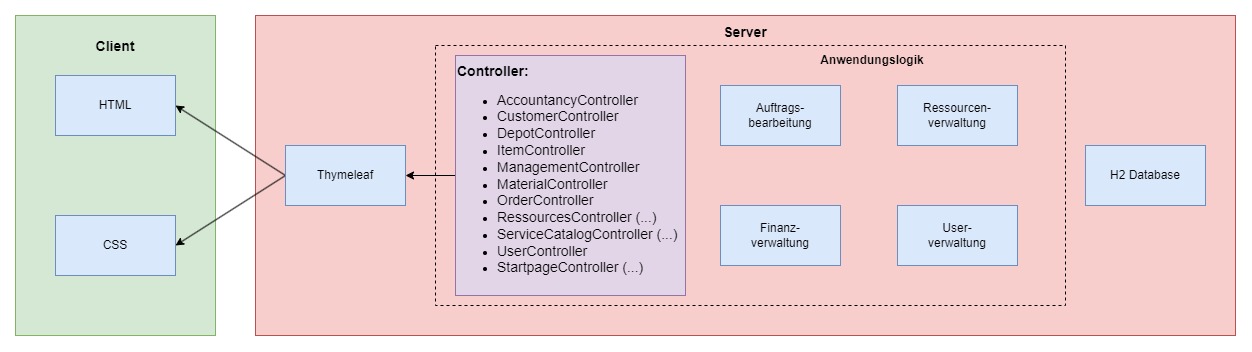 Client
HTML
CSS
Server
Thymeleaf
Anwendungslogik
Controller:
• AccountancyController
• CustomerController
• DepotController
• ItemController
• ManagementController
• MaterialController
• OrderController
• RessourcesController (...)
• ServiceCatalogController (...)
• UserController
• StartpageController (...)
Auftrags-
bearbeitung
Ressourcen-
verwaltung
Finanz-
verwaltung
User-
verwaltung
H2 Database